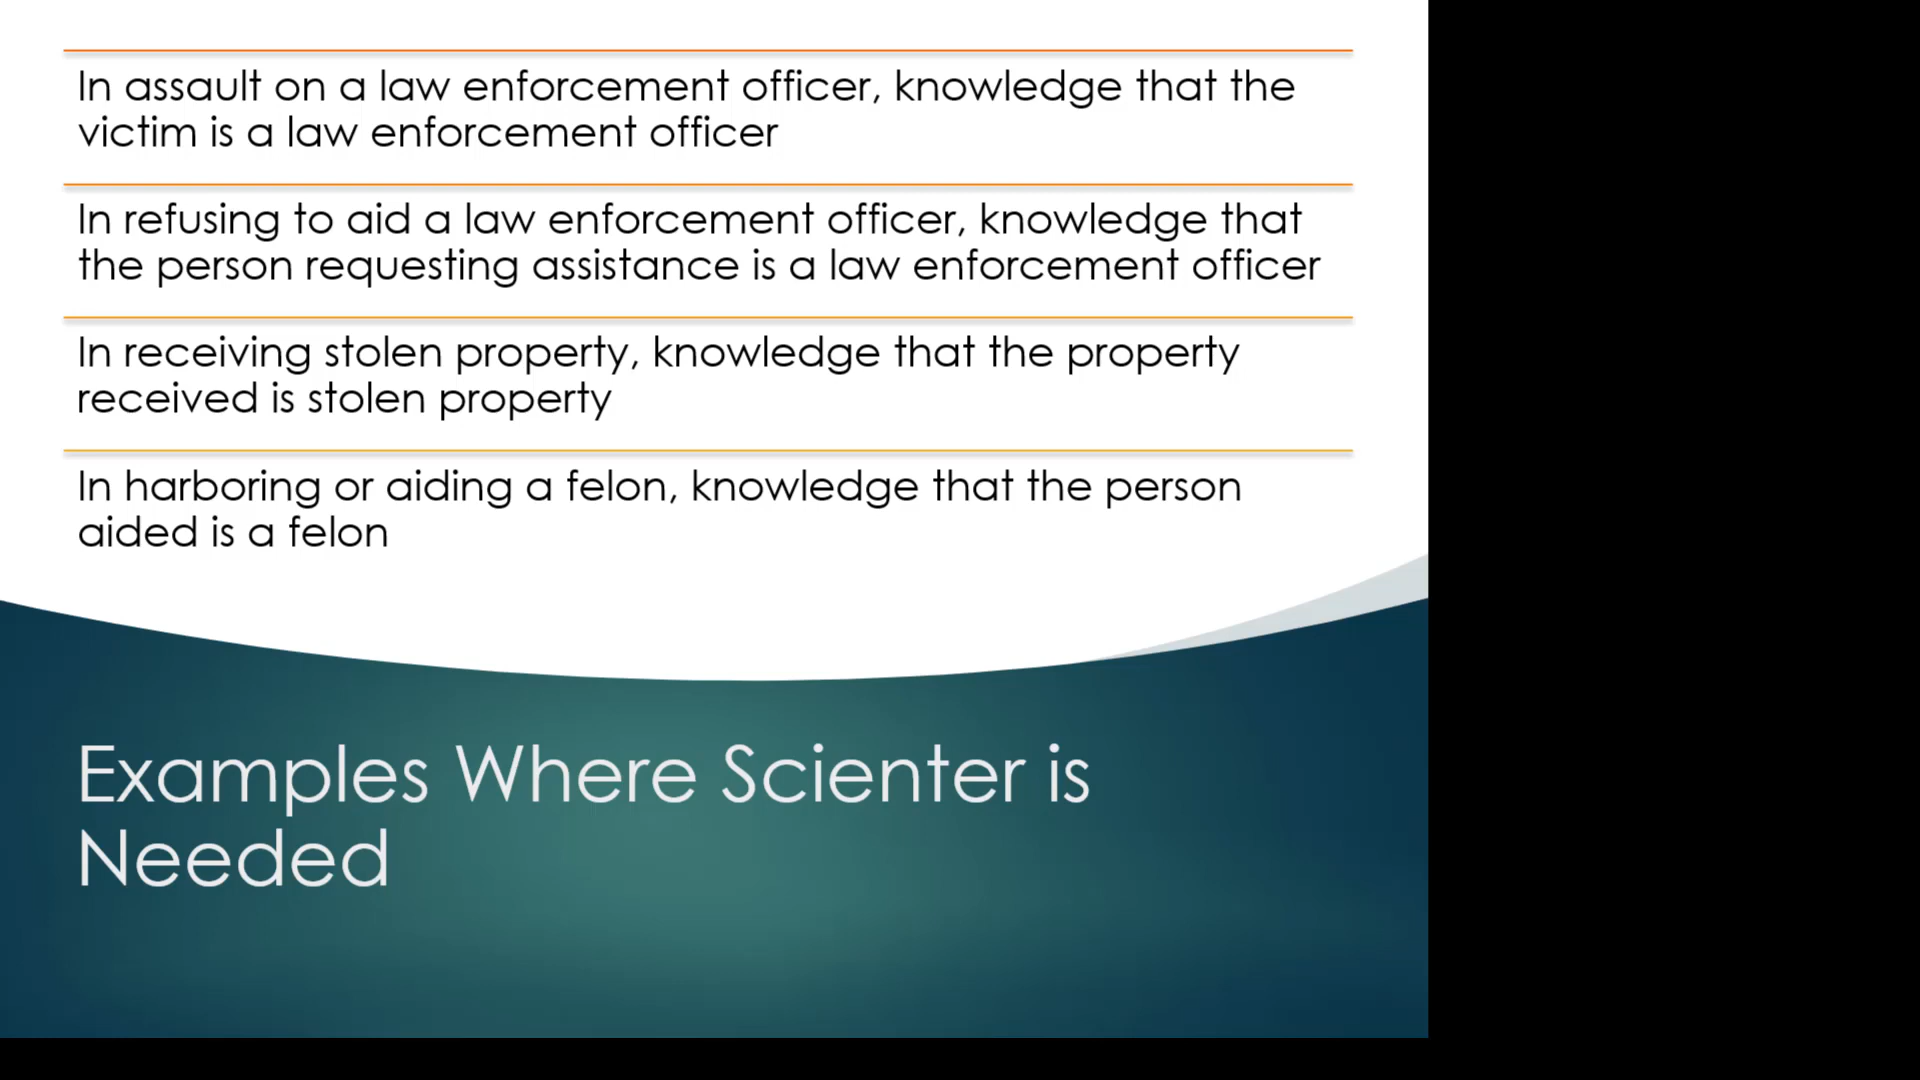 In assault on a law enforcement officer, knowledge that the
victim is a law enforcement officer
In refusing to aid a law enforcement officer, knowledge that
the person requesting assistance is a law enforcement officer
In receiving stolen property, knowledge that the property
received is stolen property
In harboring or aiding a felon, knowledge that the person
aided is a felon
Examples Where Scienter is
Needed